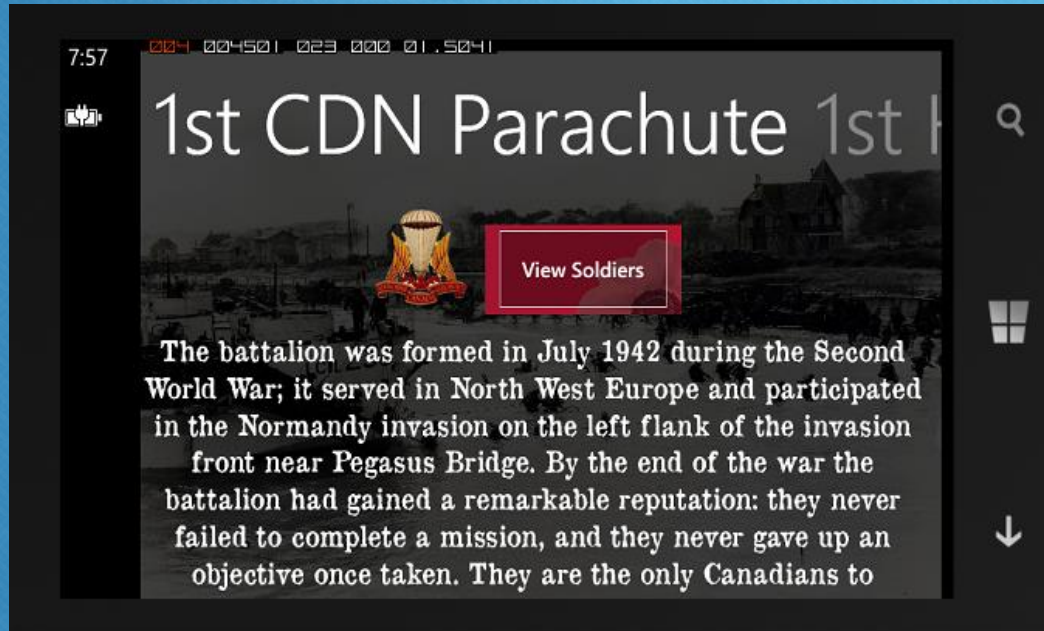 7:57
004 004501 023 000 01.5041
1st CDN Parachute 1st
View Soldiers
The battalion was formed in July 1942 during the Second
World War; it served in North West Europe and participated
in the Normandy invasion on the left flank of the invasion
front near Pegasus Bridge. By the end of the war the
battalion had gained a remarkable reputation: they never
failed to complete a mission, and they never gave up an
objective once taken. They are the only Canadians to